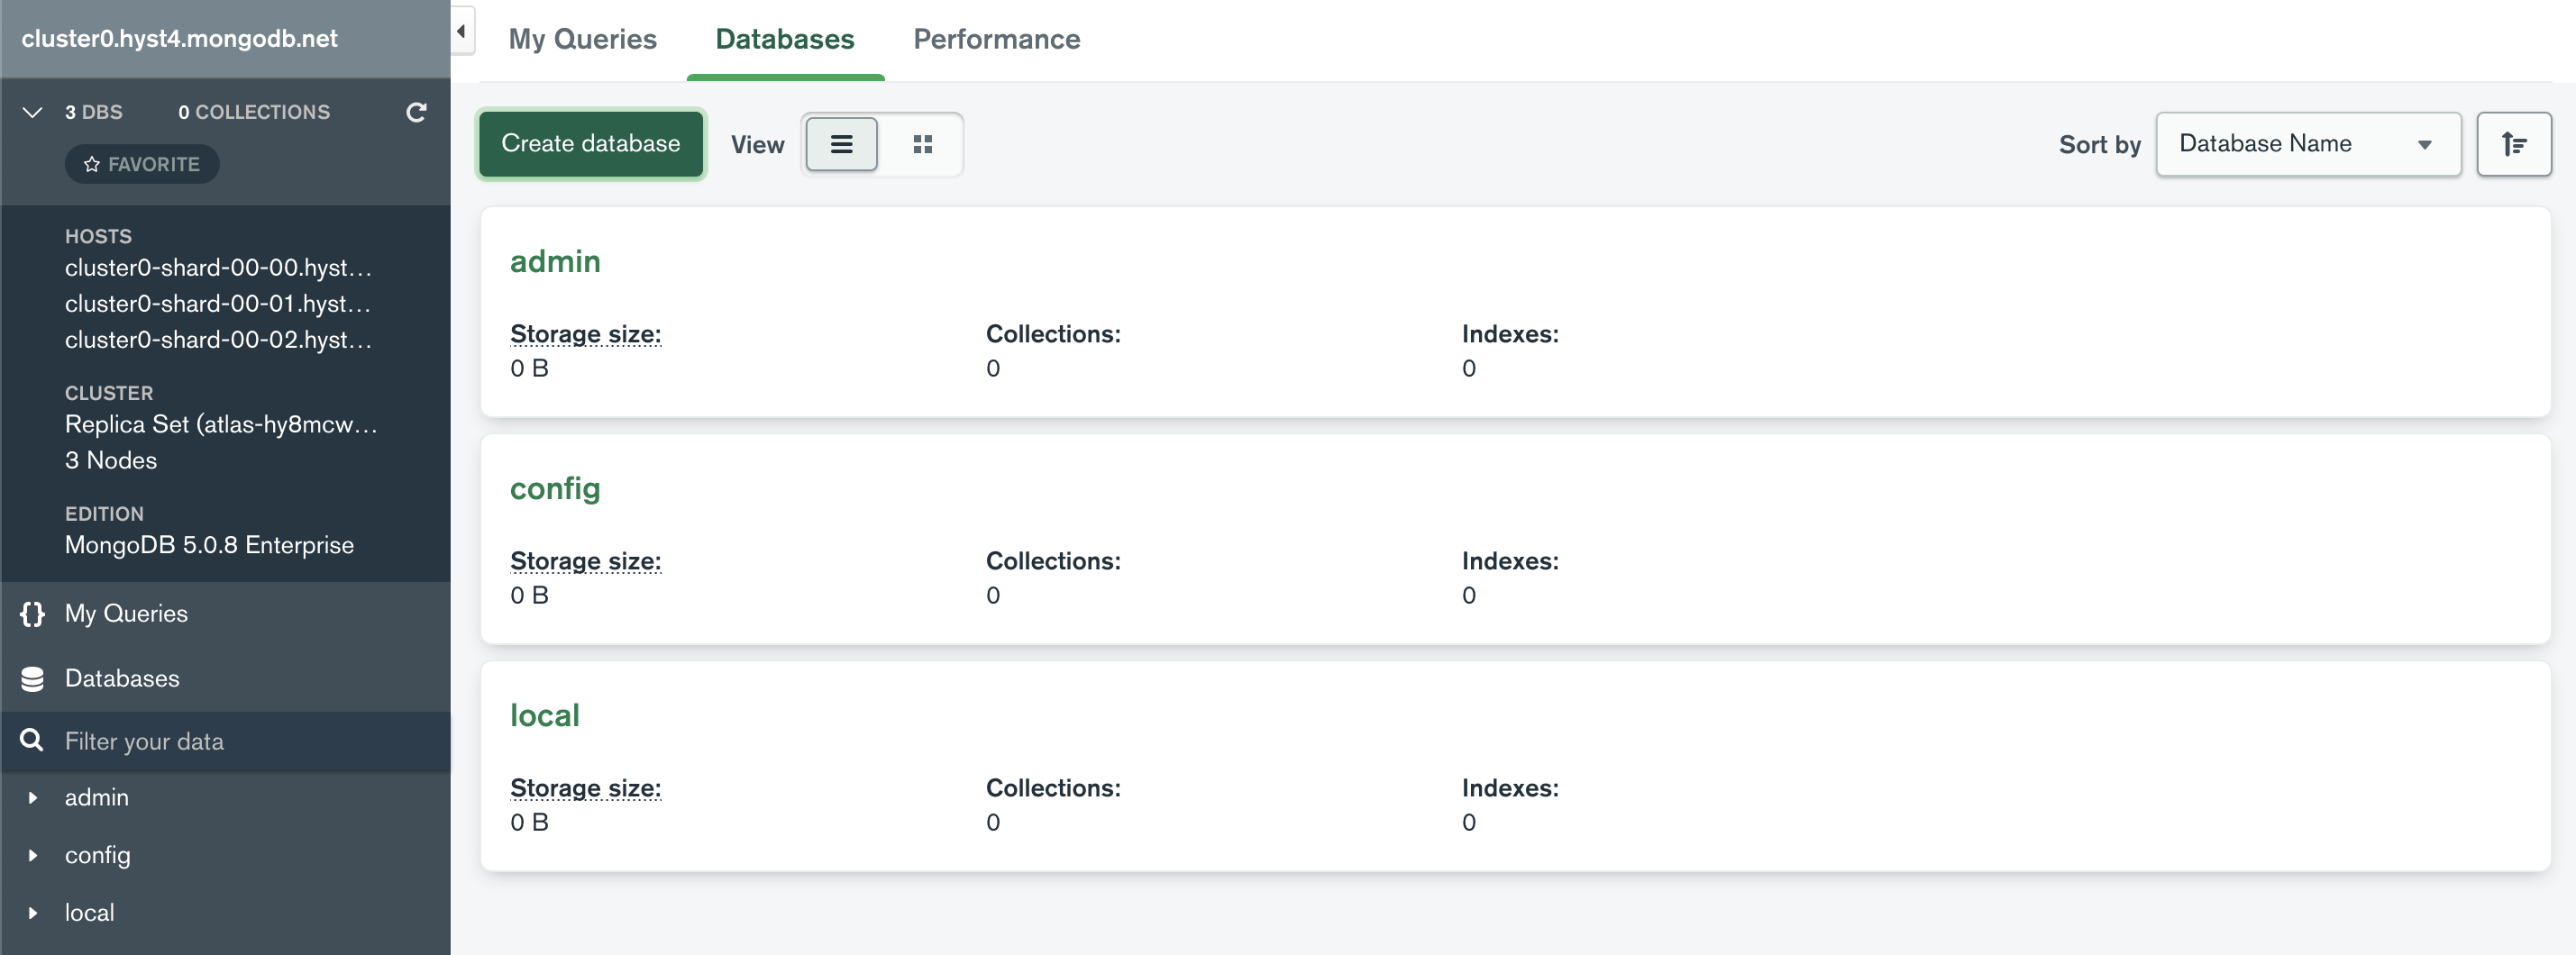 cluster0.hyst4.mongodb.net
3 DBS 0 COLLECTIONS
FAVORITE
HOSTS
cluster0-shard-00-00.hyst...
cluster0-shard-00-01.hyst...
cluster0-shard-00-02.hyst...
CLUSTER
Replica Set (atlas-hy8mcw...
3 Nodes
EDITION
MongoDB 5.0.8 Enterprise
{} My Queries
Databases
Filter your data
admin
config
local
My Queries Databases Performance
Create database View Sort by Database Name
admin
Storage size: Collections: Indexes:
0 B 0 0
config
Storage size: Collections: Indexes:
0 B 0 0
local
Storage size: Collections: Indexes:
0 B 0 0